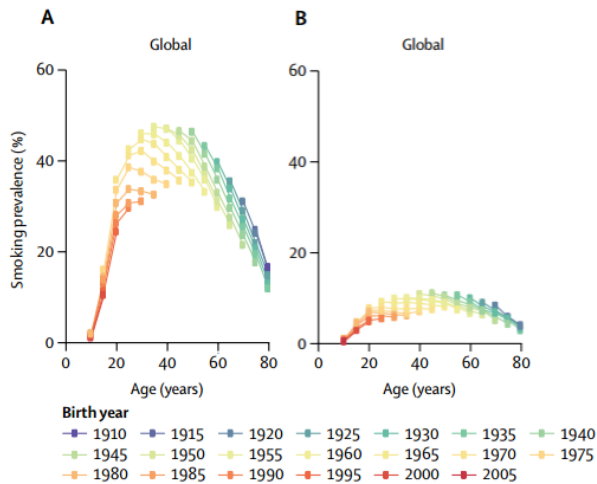 A
B
Global
Global
60
40
20
0
Smoking prevalence (%)
0 20 40 60 80
Age (years)
60
40
20
0
0 20 40 60 80
Age (years)
Birth year
1910 1915 1920 1925 1930 1935 1940
1945 1950 1955 1960 1965 1970 1975
1980 1985 1990 1995 2000 2005